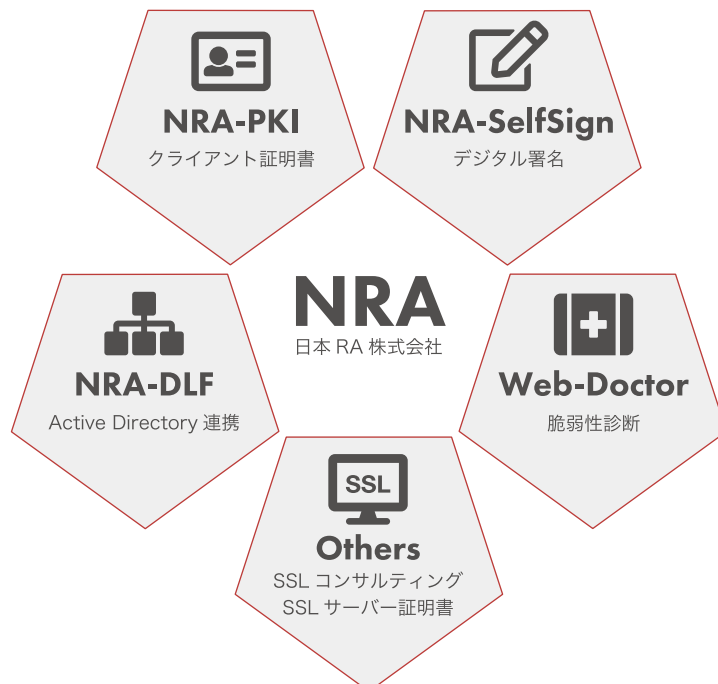 NRA-PKI
クライアント証明書
NRA-SelfSign
デジタル署名
NRA
日本 RA 株式会社
NRA-DLF
Active Directory 連携
Web-Doctor
脆弱性診断
SSL
Others
SSL コンサルティング
SSL サーバー証明書